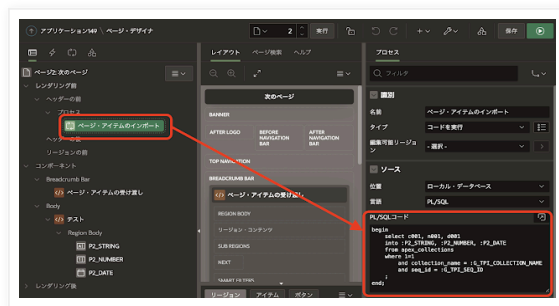 アプリケーション149 \ ページ・デザイナ
2
実行
保存
ページ2: 次のページ
レンダリング前
ヘッダーの前
プロセス
ページ・アイテムのインポート
リージョンの前
コンポーネント
Breadcrumb Bar
ページ・アイテムの受け渡し
Body
テスト
Region Body
P2_STRING
P2_NUMBER
P2_DATE
レンダリング後
レイアウト ページ検索 ヘルプ
次のページ
BANNER
AFTER LOGO
BEFORE NAVIGATION BAR
AFTER NAVIGATION BAR
TOP NAVIGATION
BREADCRUMB BAR
ページ・アイテムの受け渡し
REGION BODY
リージョン・コンテンツ
SUB REGIONS
NEXT
SMART FILTERS
リージョン アイテム ボタン
プロセス
フィルタ
識別
名前 ページ・アイテムのインポート
タイプ コードを実行
編集可能リージョン - 選択 -
ソース
位置 ローカル・データベース
言語 PL/SQL
PL/SQLコード
begin
select c001, n001, d001
into :P2_STRING, :P2_NUMBER, :P2_DATE
from apex_collections
where 1=1
and collection_name = :G_TPI_COLLECTION_NAME
and seq_id = :G_TPI_SEQ_ID
;
end;